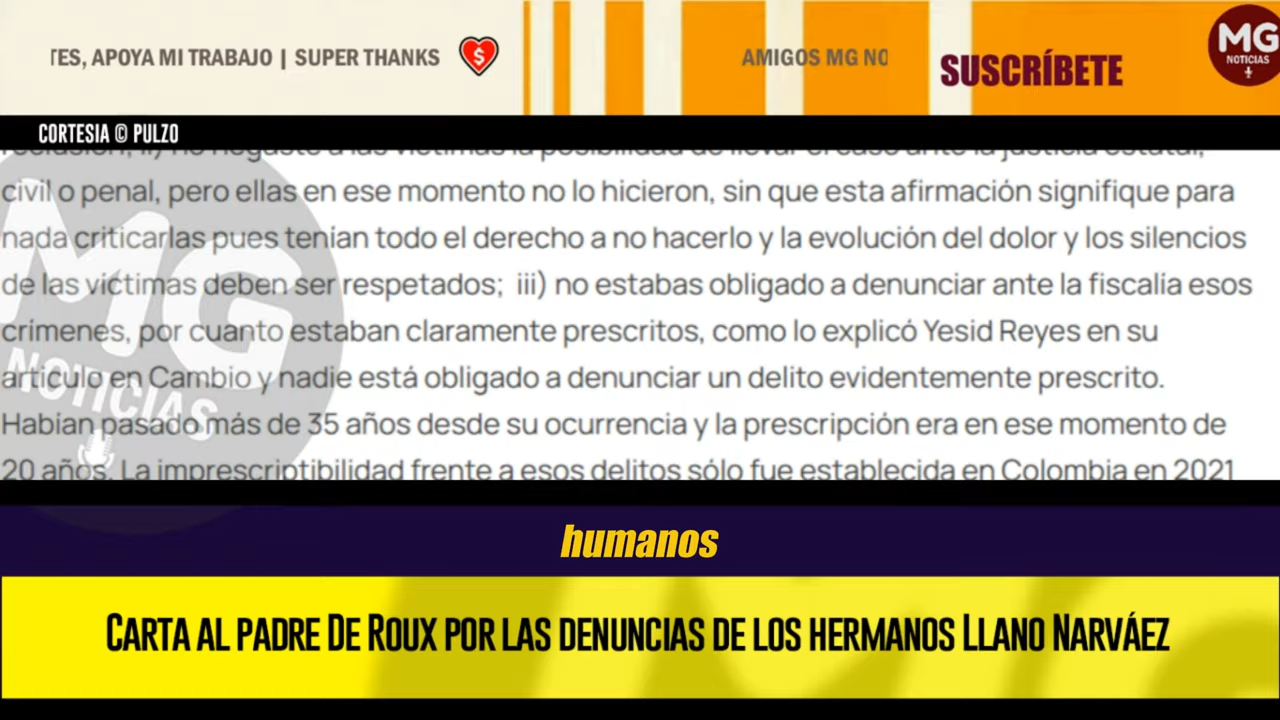 TES, APOYA MI TRABAJO | SUPER THANKS
AMIGOS MG NO
SUSCRÍBETE
MG
NOTICIAS
CORTESIA © PULZO
civil o penal, pero ellas en ese momento no lo hicieron, sin que esta afirmación signifique para
nada criticarlas pues tenían todo el derecho a no hacerlo y la evolución del dolor y los silencios
de las víctimas deben ser respetados; iii) no estabas obligado a denunciar ante la fiscalía esos
crímenes, por cuanto estaban claramente prescritos, como lo explicó Yesid Reyes en su
artículo en Cambio y nadie está obligado a denunciar un delito evidentemente prescrito.
Habían pasado más de 35 años desde su ocurrencia y la prescripción era en ese momento de
20 años. La imprescriptibilidad frente a esos delitos sólo fue establecida en Colombia en 2021
MG
NOTICIAS
humanos
CARTA AL PADRE DE ROUX POR LAS DENUNCIAS DE LOS HERMANOS LLANO NARVÁEZ